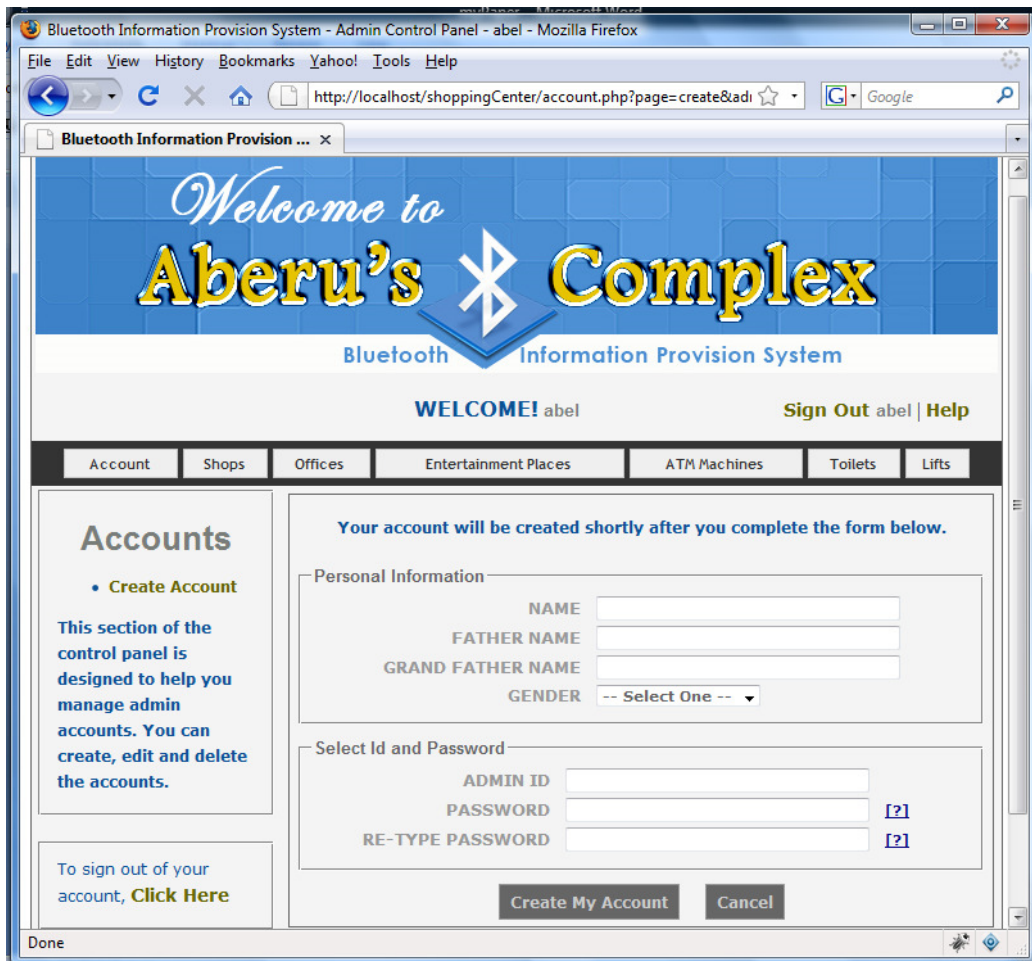 myPaper - Microsoft Word
Bluetooth Information Provision System - Admin Control Panel - abel - Mozilla Firefox
File Edit View History Bookmarks Yahoo! Tools Help
http://localhost/shoppingCenter/account.php?page=create&adı
G Google
Bluetooth Information Provision ... x
Welcome to
Aberu's Complex
Bluetooth Information Provision System
WELCOME! abel
Sign Out abel | Help
Account Shops Offices Entertainment Places ATM Machines Toilets Lifts
Accounts
• Create Account
This section of the
control panel is
designed to help you
manage admin
accounts. You can
create, edit and delete
the accounts.
To sign out of your
account, Click Here
Your account will be created shortly after you complete the form below.
Personal Information
NAME
FATHER NAME
GRAND FATHER NAME
GENDER -- Select One --
Select Id and Password
ADMIN ID
PASSWORD [?]
RE-TYPE PASSWORD [?]
Create My Account Cancel
Done